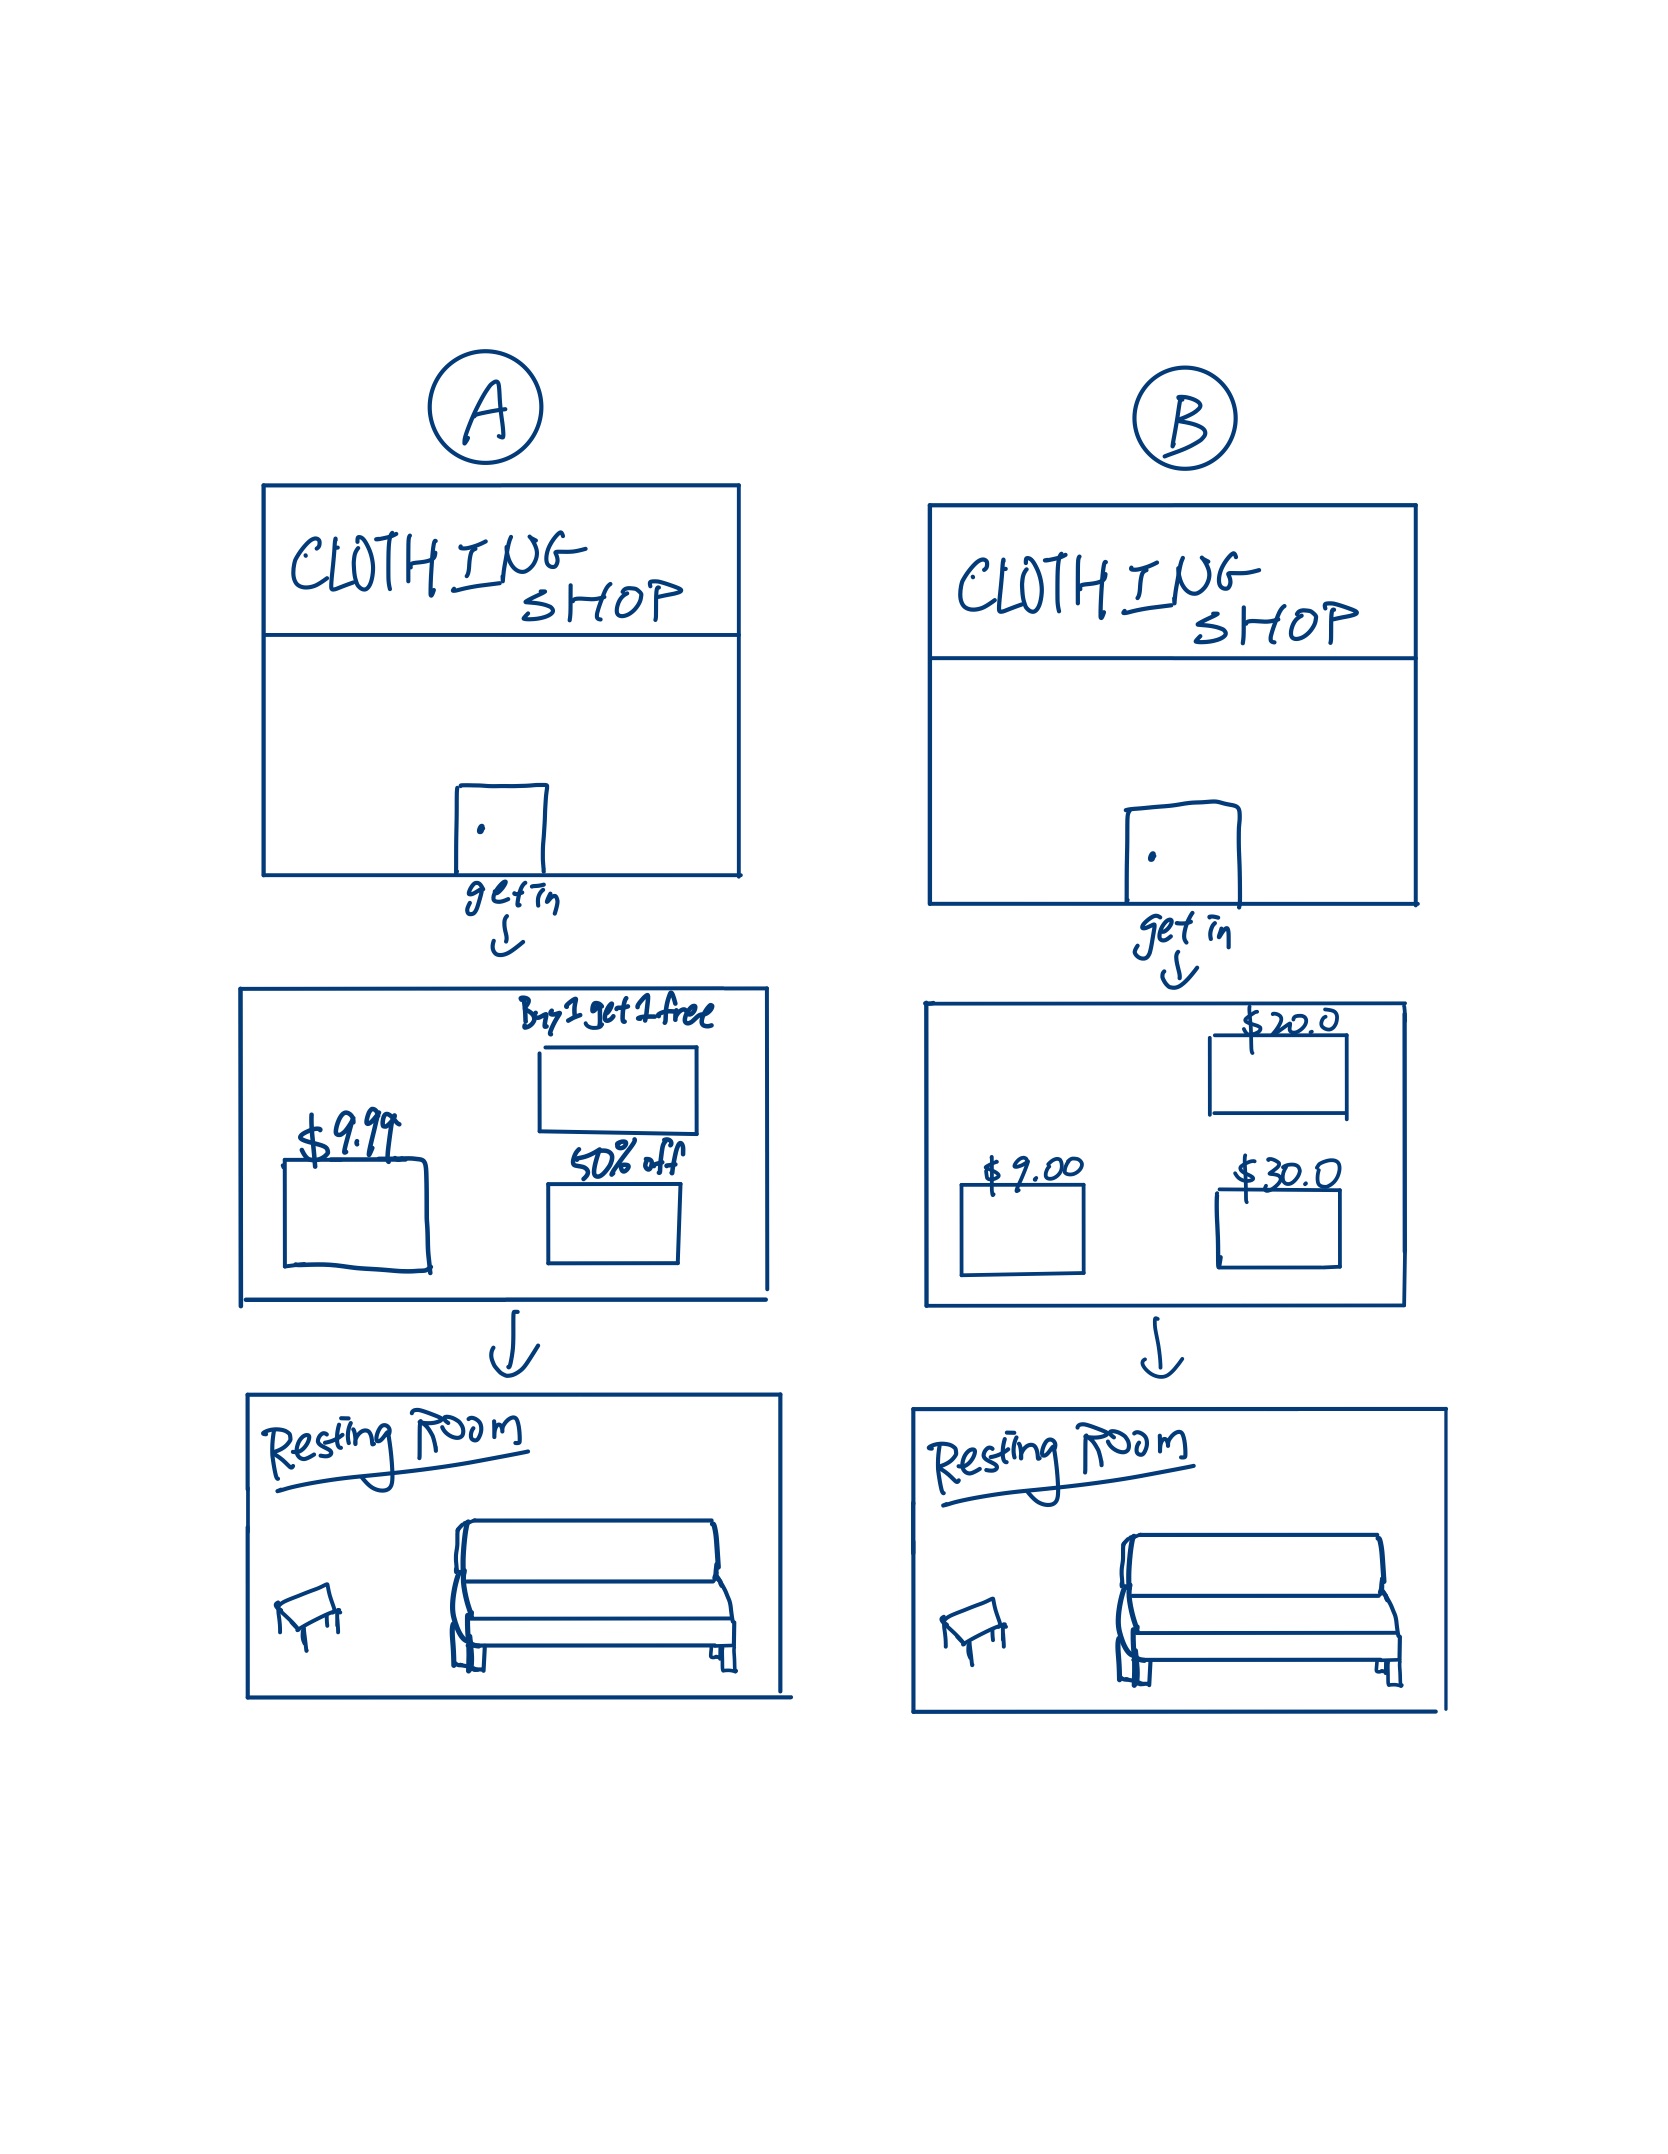 A
CLOTHING
SHOP
get in
Buy 1 get 1 free
$9.99
50% off
Resting Room
B
CLOTHING
SHOP
get in
$20.0
$9.00
$30.0
Resting Room